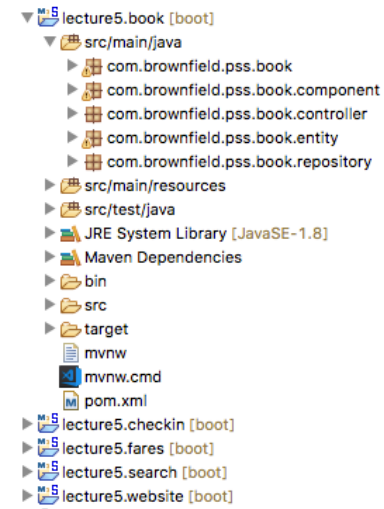 lecture5.book [boot]
src/main/java
com.brownfield.pss.book
com.brownfield.pss.book.component
com.brownfield.pss.book.controller
com.brownfield.pss.book.entity
com.brownfield.pss.book.repository
src/main/resources
src/test/java
JRE System Library [JavaSE-1.8]
Maven Dependencies
bin
src
target
mvnw
mvnw.cmd
pom.xml
lecture5.checkin [boot]
lecture5.fares [boot]
lecture5.search [boot]
lecture5.website [boot]